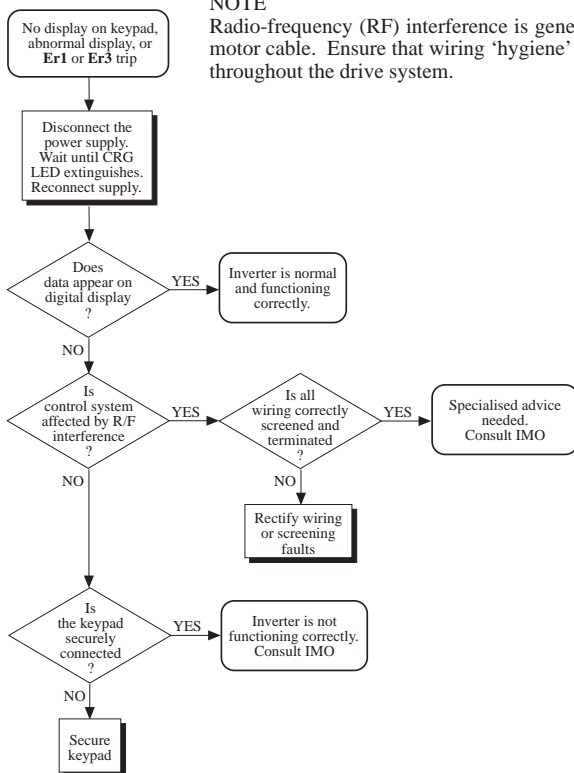 NOTE
Radio-frequency (RF) interference is gene
motor cable. Ensure that wiring ‘hygiene’
throughout the drive system.
No display on keypad,
abnormal display, or
Er1 or Er3 trip
Disconnect the
power supply.
Wait until CRG
LED extinguishes.
Reconnect supply.
Does
data appear on
digital display
?
YES
Inverter is normal
and functioning
correctly.
NO
Is
control system
affected by R/F
interference
?
YES
Is all
wiring correctly
screened and
terminated
?
YES
Specialised advice
needed.
Consult IMO
NO
NO
Rectify wiring
or screening
faults
Is
the keypad
securely
connected
?
YES
Inverter is not
functioning correctly.
Consult IMO
NO
Secure
keypad